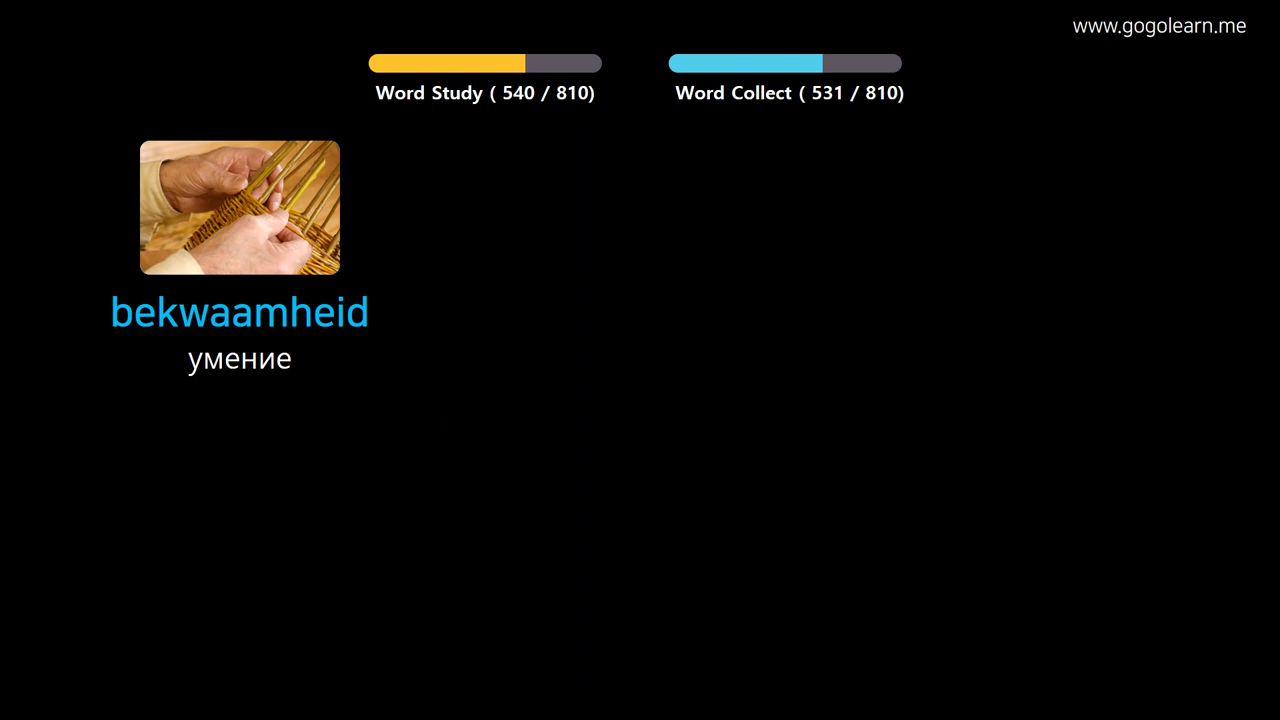 www.gogolearn.me
Word Study ( 540 / 810)
Word Collect ( 531 / 810)
bekwaamheid
умение